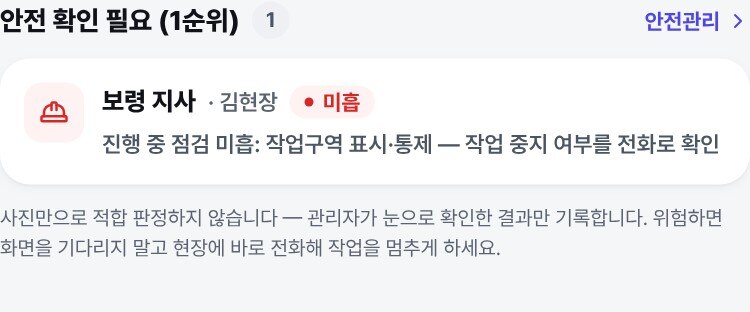 안전 확인 필요 (1순위) 1 안전관리
보령 지사 · 김현장 미흡
진행 중 점검 미흡: 작업구역 표시·통제 — 작업 중지 여부를 전화로 확인
사진만으로 적합 판정하지 않습니다 — 관리자가 눈으로 확인한 결과만 기록합니다. 위험하면
화면을 기다리지 말고 현장에 바로 전화해 작업을 멈추게 하세요.